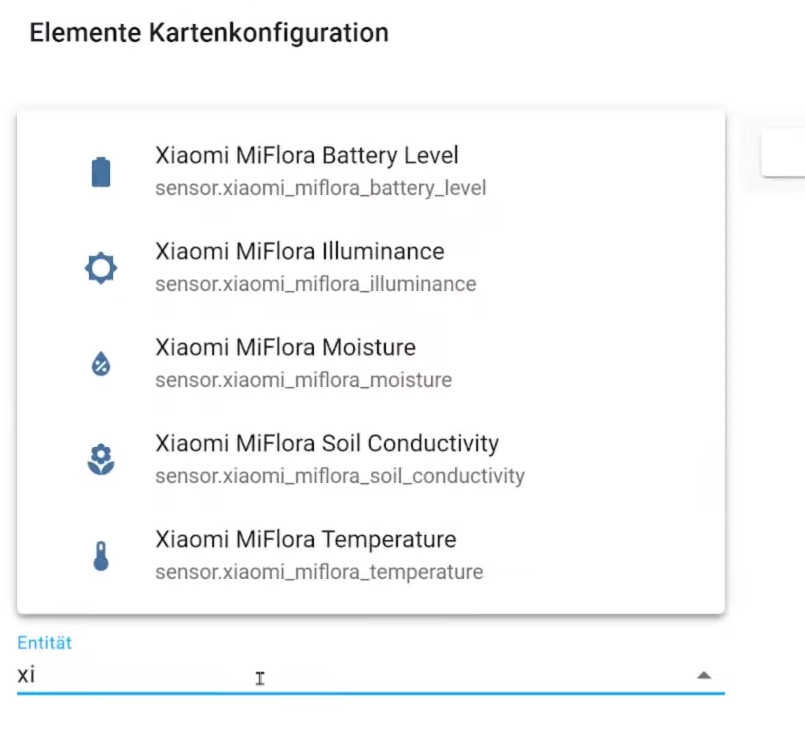 Elemente Kartenkonfiguration
Xiaomi MiFlora Battery Level
sensor.xiaomi_miflora_battery_level
Xiaomi MiFlora Illuminance
sensor.xiaomi_miflora_illuminance
Xiaomi MiFlora Moisture
sensor.xiaomi_miflora_moisture
Xiaomi MiFlora Soil Conductivity
sensor.xiaomi_miflora_soil_conductivity
Xiaomi MiFlora Temperature
sensor.xiaomi_miflora_temperature
Entität
xi